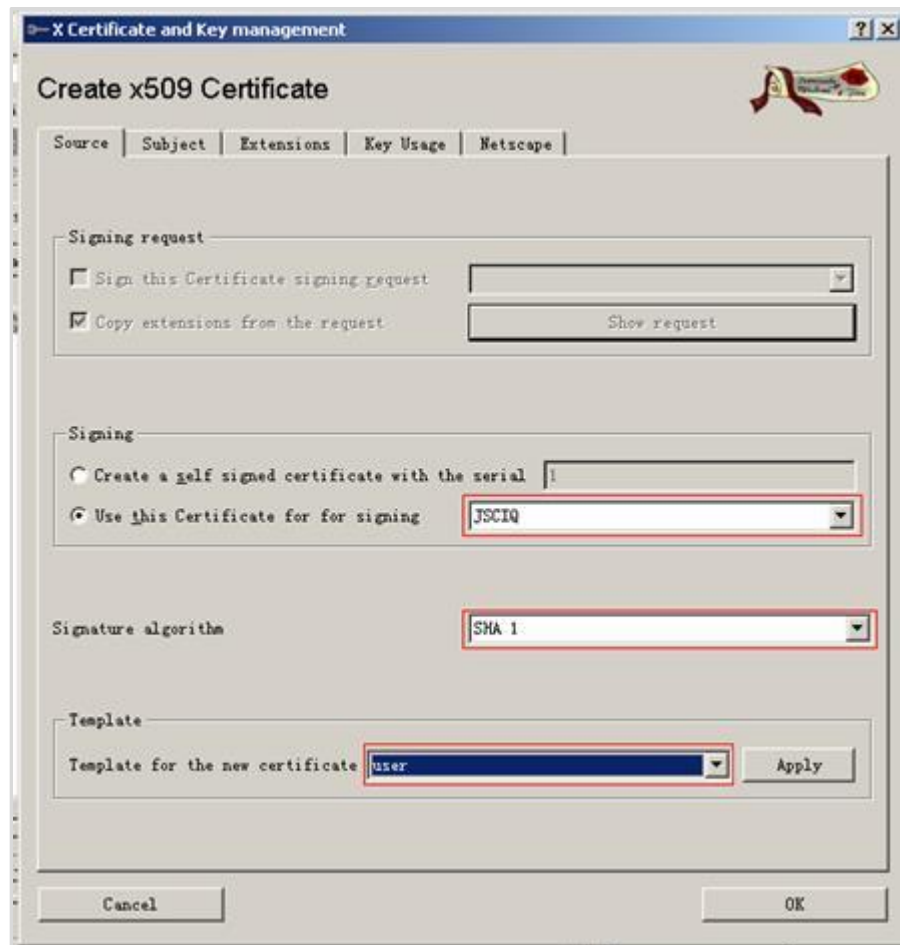 X Certificate and Key management
Create x509 Certificate
Source Subject Extensions Key Usage Netscape
Signing request
Sign this Certificate signing request
Copy extensions from the request Show request
Signing
Create a self signed certificate with the serial 1
Use this Certificate for for signing JSCIQ
Signature algorithm SHA 1
Template
Template for the new certificate user Apply
Cancel OK